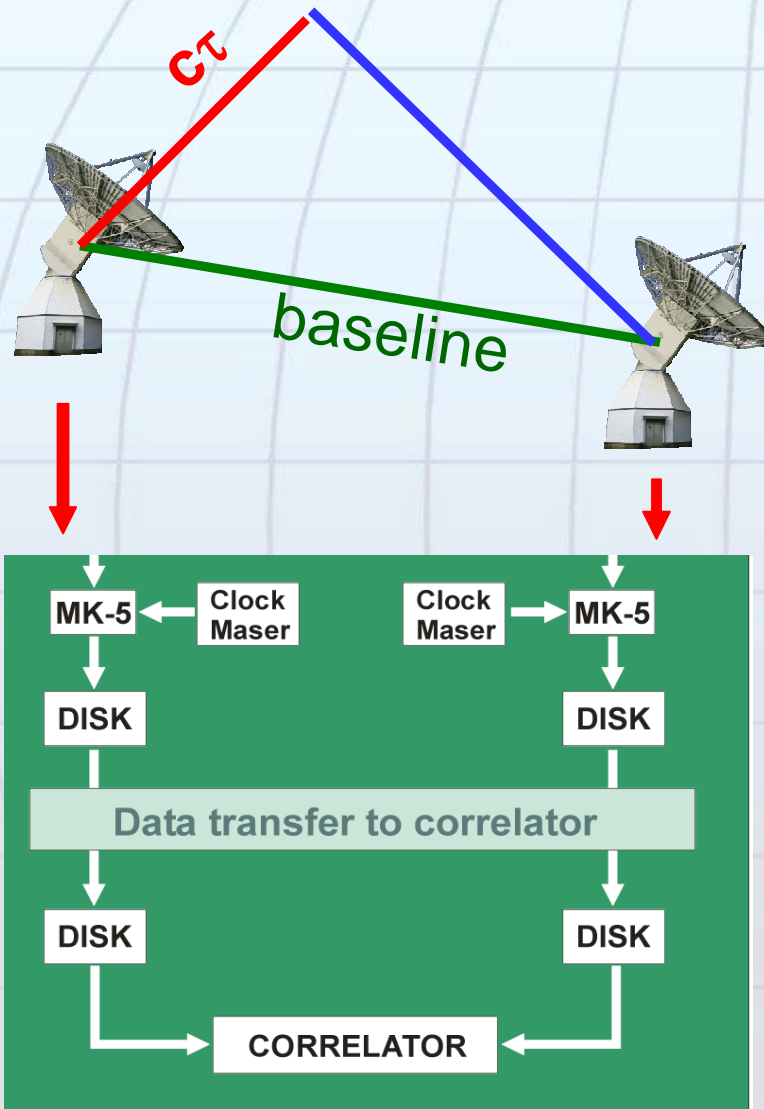 cτ
baseline
MK-5
Clock
Maser
Clock
Maser
MK-5
DISK
DISK
Data transfer to correlator
DISK
DISK
CORRELATOR